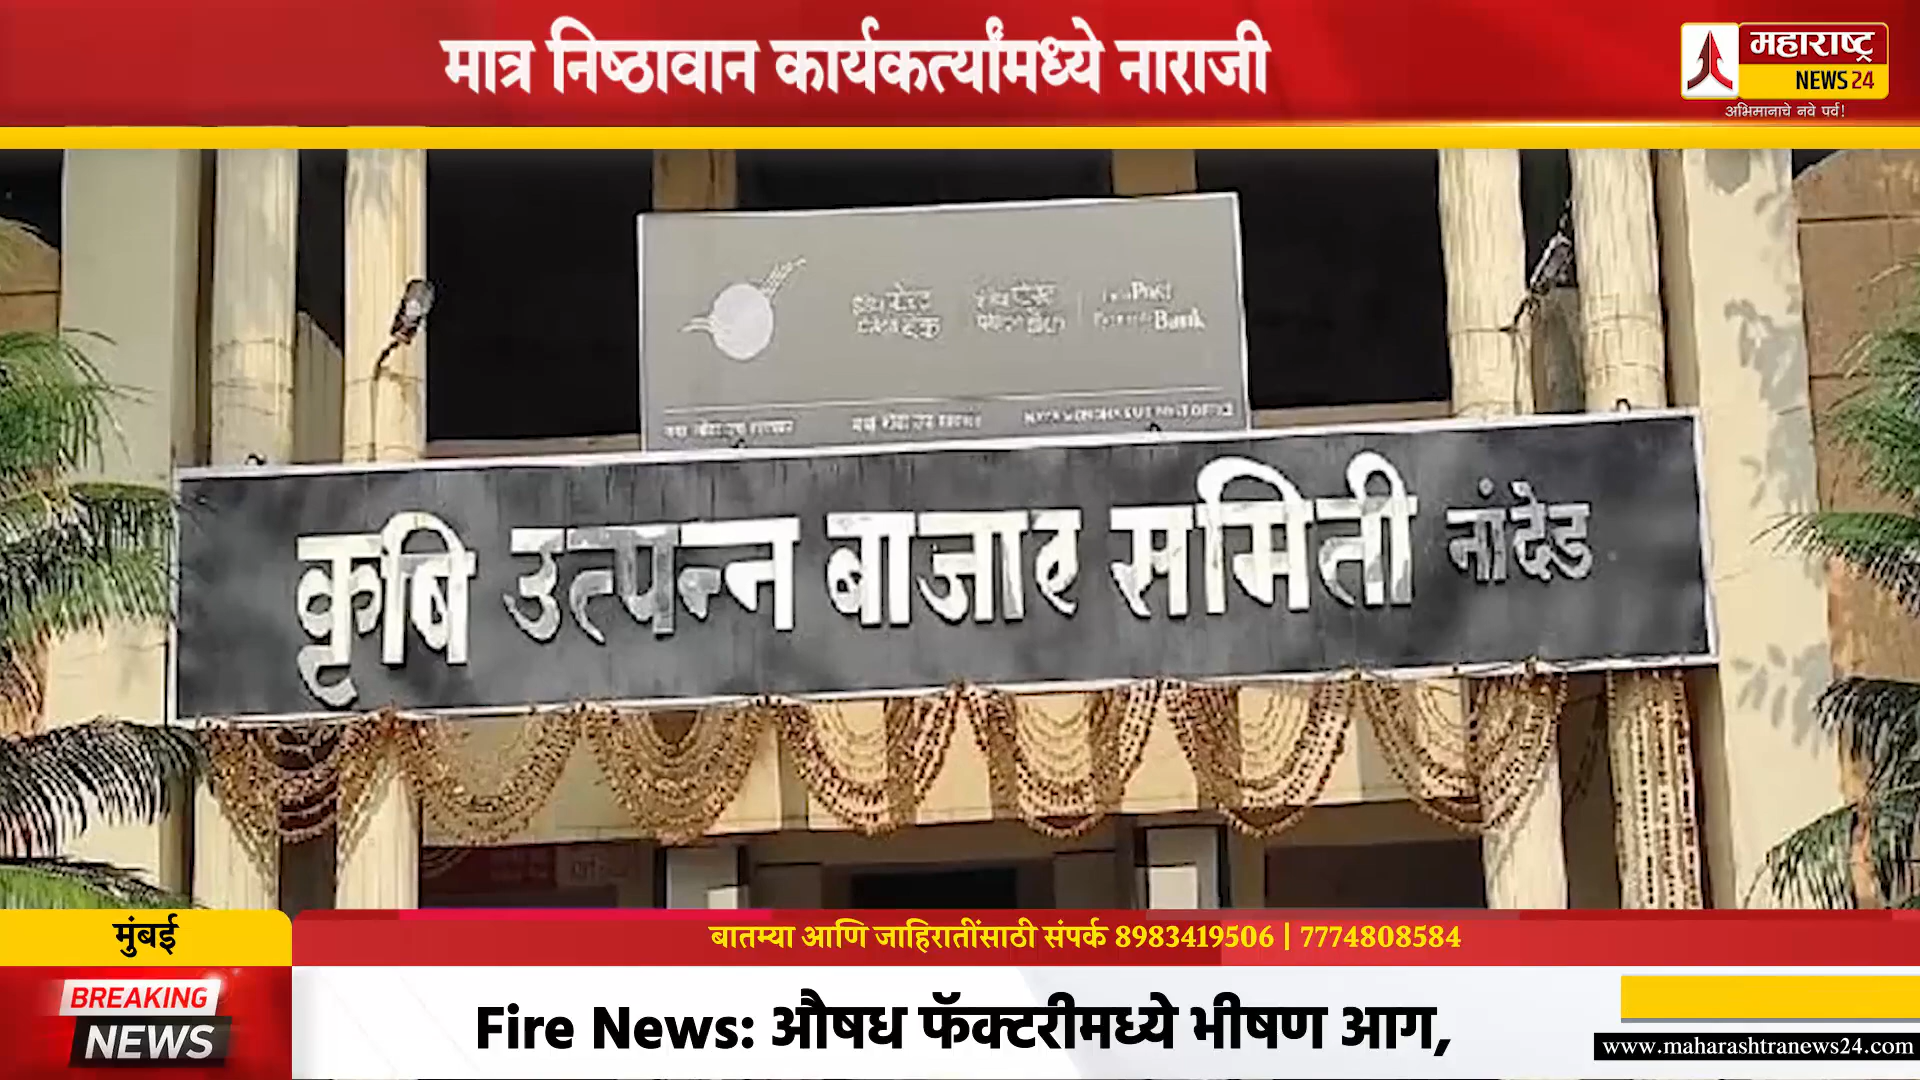 मात्र निष्ठावान कार्यकर्त्यांमध्ये नाराजी
महाराष्ट्र
NEWS 24
अभिमानाचे नवे पर्व!
Post
Bank
कृषि उत्पन्न बाजार समिती नांदेड
मुंबई
बातम्या आणि जाहिरातींसाठी संपर्क 8983419506 | 7774808584
BREAKING
NEWS
Fire News: औषध फॅक्टरीमध्ये भीषण आग,
www.maharashtranews24.com